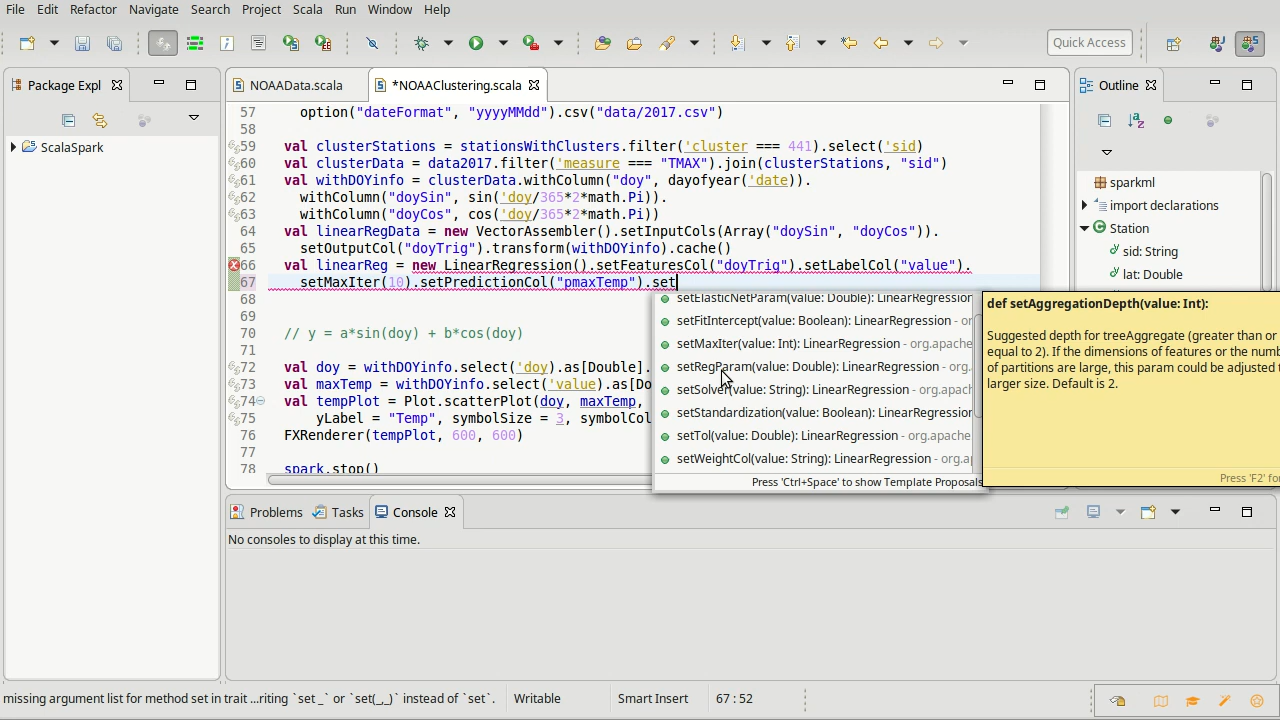 File Edit Refactor Navigate Search Project Scala Run Window Help
Quick Access
Package Expl
ScalaSpark
NOAAData.scala
*NOAAClustering.scala
57 option("dateFormat", "yyyyMMdd").csv("data/2017.csv")
58
59 val clusterStations = stationsWithClusters.filter('cluster === 441).select('sid)
60 val clusterData = data2017.filter('measure === "TMAX").join(clusterStations, "sid")
61 val withDOYinfo = clusterData.withColumn("doy", dayofyear('date)).
62 withColumn("doySin", sin('doy/365*2*math.Pi)).
63 withColumn("doyCos", cos('doy/365*2*math.Pi))
64 val linearRegData = new VectorAssembler().setInputCols(Array("doySin", "doyCos")).
65 setOutputCol("doyTrig").transform(withDOYinfo).cache()
66 val linearReg = new LinearRegression().setFeaturesCol("doyTrig").setLabelCol("value").
67 setMaxIter(10).setPredictionCol("pmaxTemp").set
68
69
70 // y = a*sin(doy) + b*cos(doy)
71
72 val doy = withDOYinfo.select('doy).as[Double].
73 val maxTemp = withDOYinfo.select('value).as[Do
74 val tempPlot = Plot.scatterPlot(doy, maxTemp,
75 yLabel = "Temp", symbolSize = 3, symbolCol
76 FXRenderer(tempPlot, 600, 600)
77
78 spark.stop()
setElasticNetParam(value: Double): LinearRegression
setFitIntercept(value: Boolean): LinearRegression - or
setMaxIter(value: Int): LinearRegression - org.apache
setRegParam(value: Double): LinearRegression - org.
setSolver(value: String): LinearRegression - org.apach
setStandardization(value: Boolean): LinearRegression
setTol(value: Double): LinearRegression - org.apache
setWeightCol(value: String): LinearRegression - org.a
Press 'Ctrl+Space' to show Template Proposals
def setAggregationDepth(value: Int):
Suggested depth for treeAggregate (greater than or
equal to 2). If the dimensions of features or the numb
of partitions are large, this param could be adjusted t
larger size. Default is 2.
Press 'F2' for
Outline
sparkml
import declarations
Station
sid: String
lat: Double
Problems Tasks Console
No consoles to display at this time.
missing argument list for method set in trait ...riting `set _` or `set(_,_)` instead of `set`.
Writable
Smart Insert
67 : 52